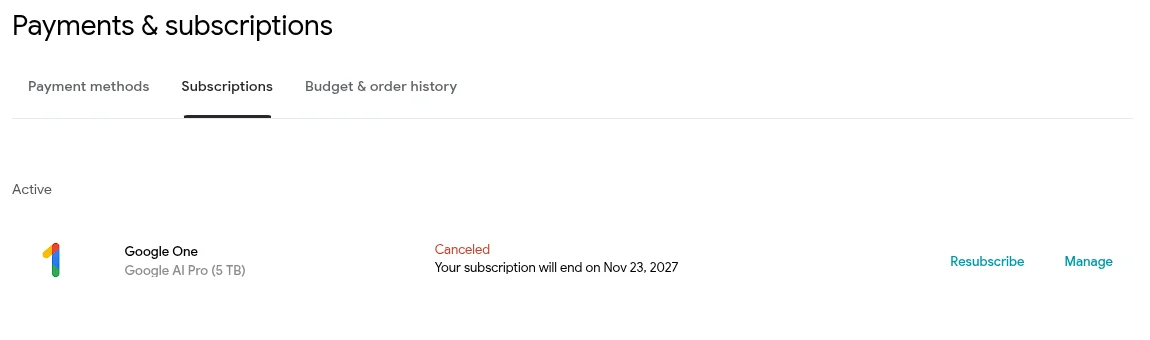 Payments & subscriptions
Payment methods
Subscriptions
Budget & order history
Active
Google One
Google AI Pro (5 TB)
Canceled
Your subscription will end on Nov 23, 2027
Resubscribe
Manage